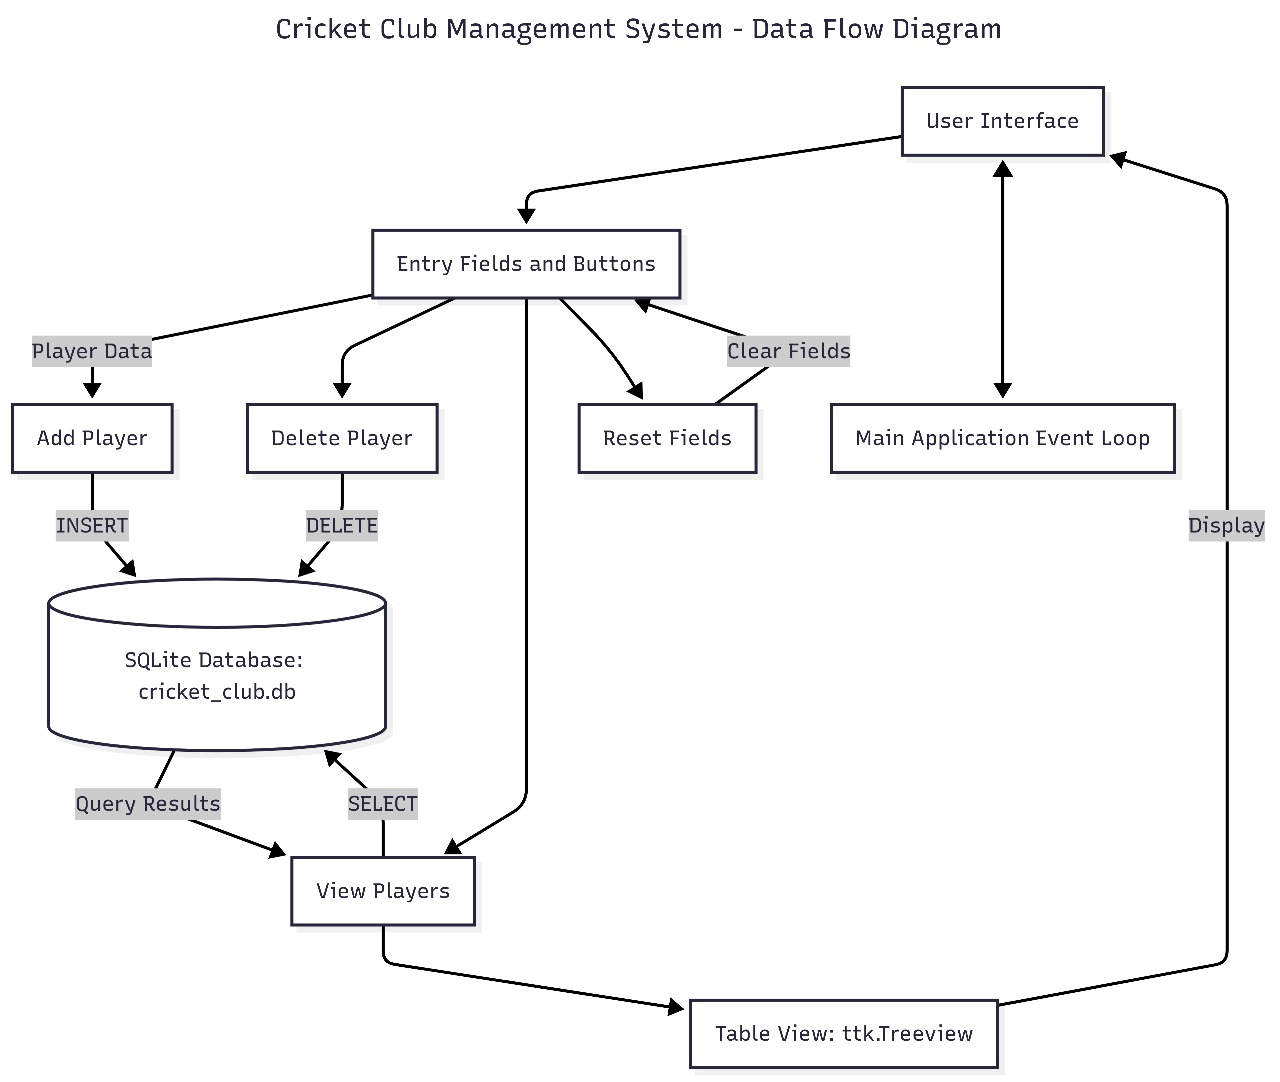 Cricket Club Management System - Data Flow Diagram
User Interface
Entry Fields and Buttons
Player Data
Clear Fields
Add Player
Delete Player
Reset Fields
Main Application Event Loop
INSERT
DELETE
Display
SQLite Database:
cricket_club.db
Query Results
SELECT
View Players
Table View: ttk.Treeview